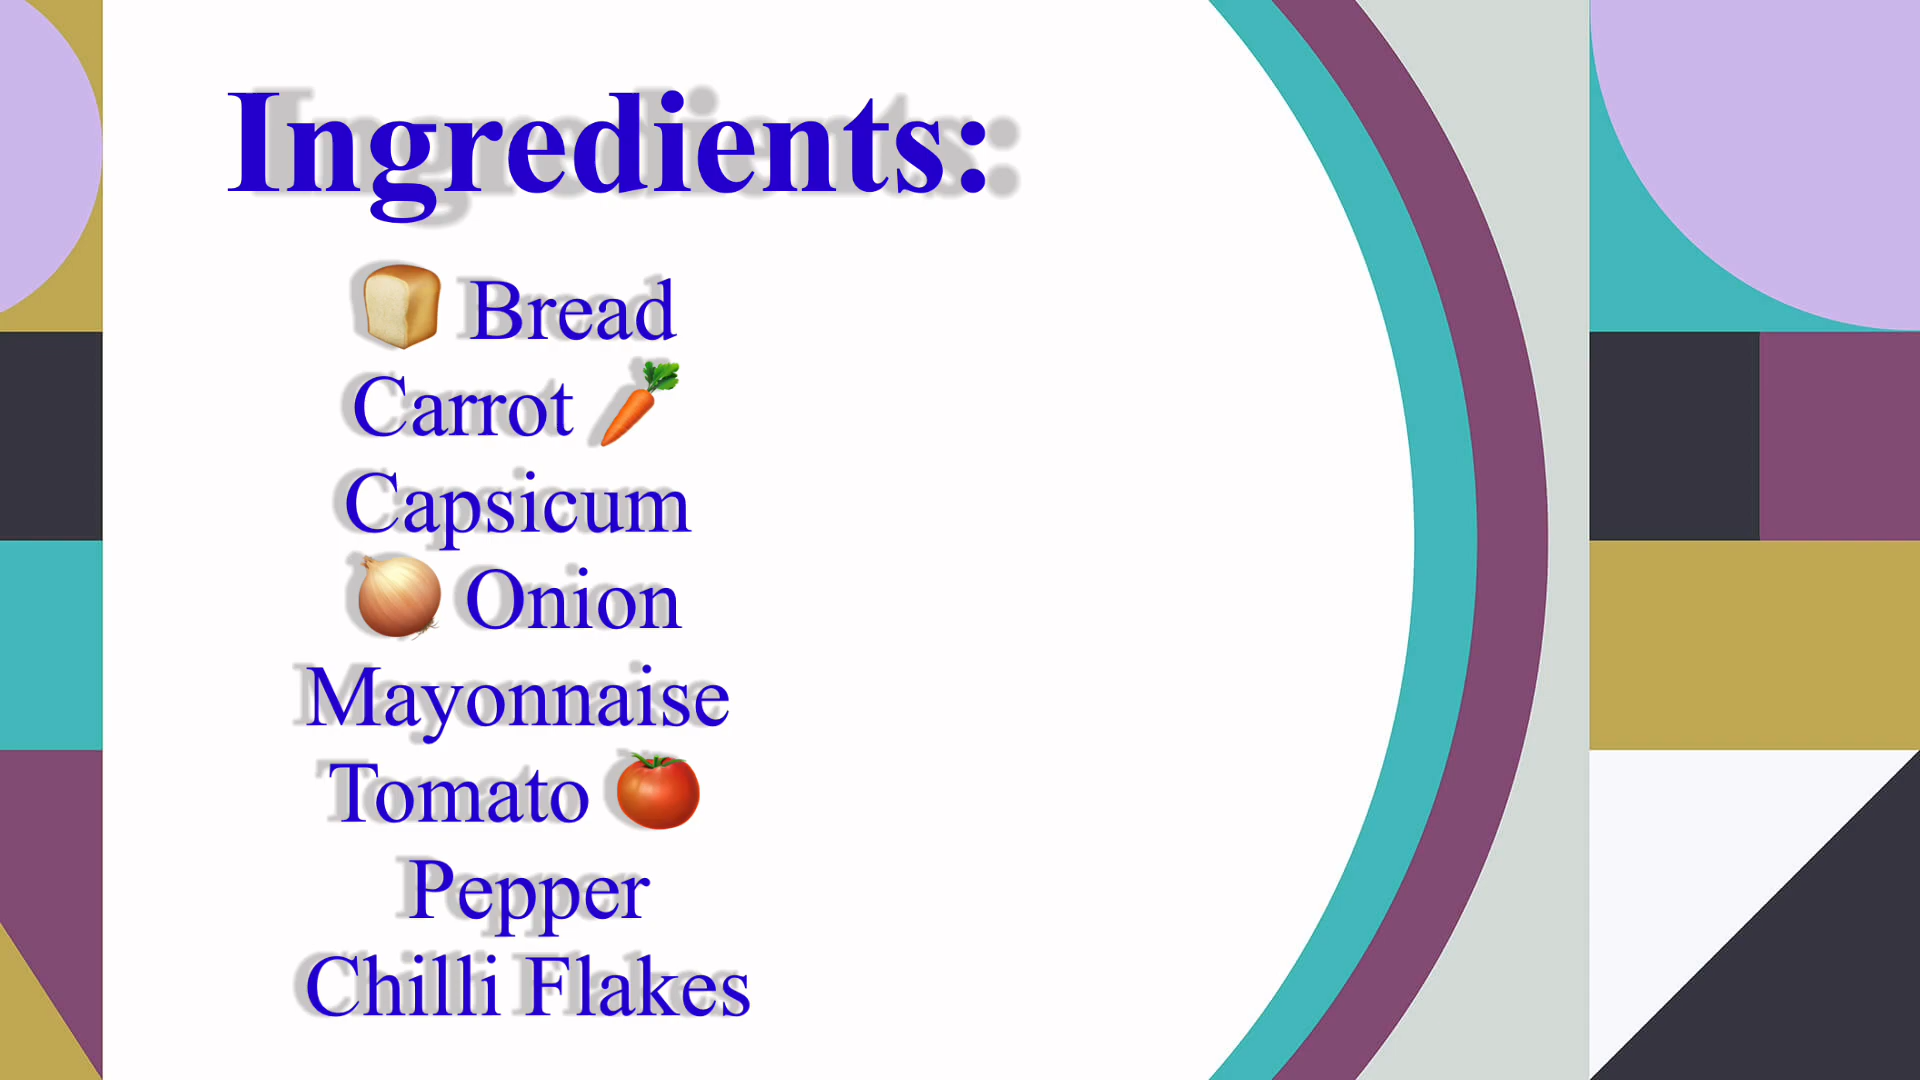 Ingredients:
🍞 Bread
Carrot 🥕
Capsicum
🧅 Onion
Mayonnaise
Tomato 🍅
Pepper
Chilli Flakes